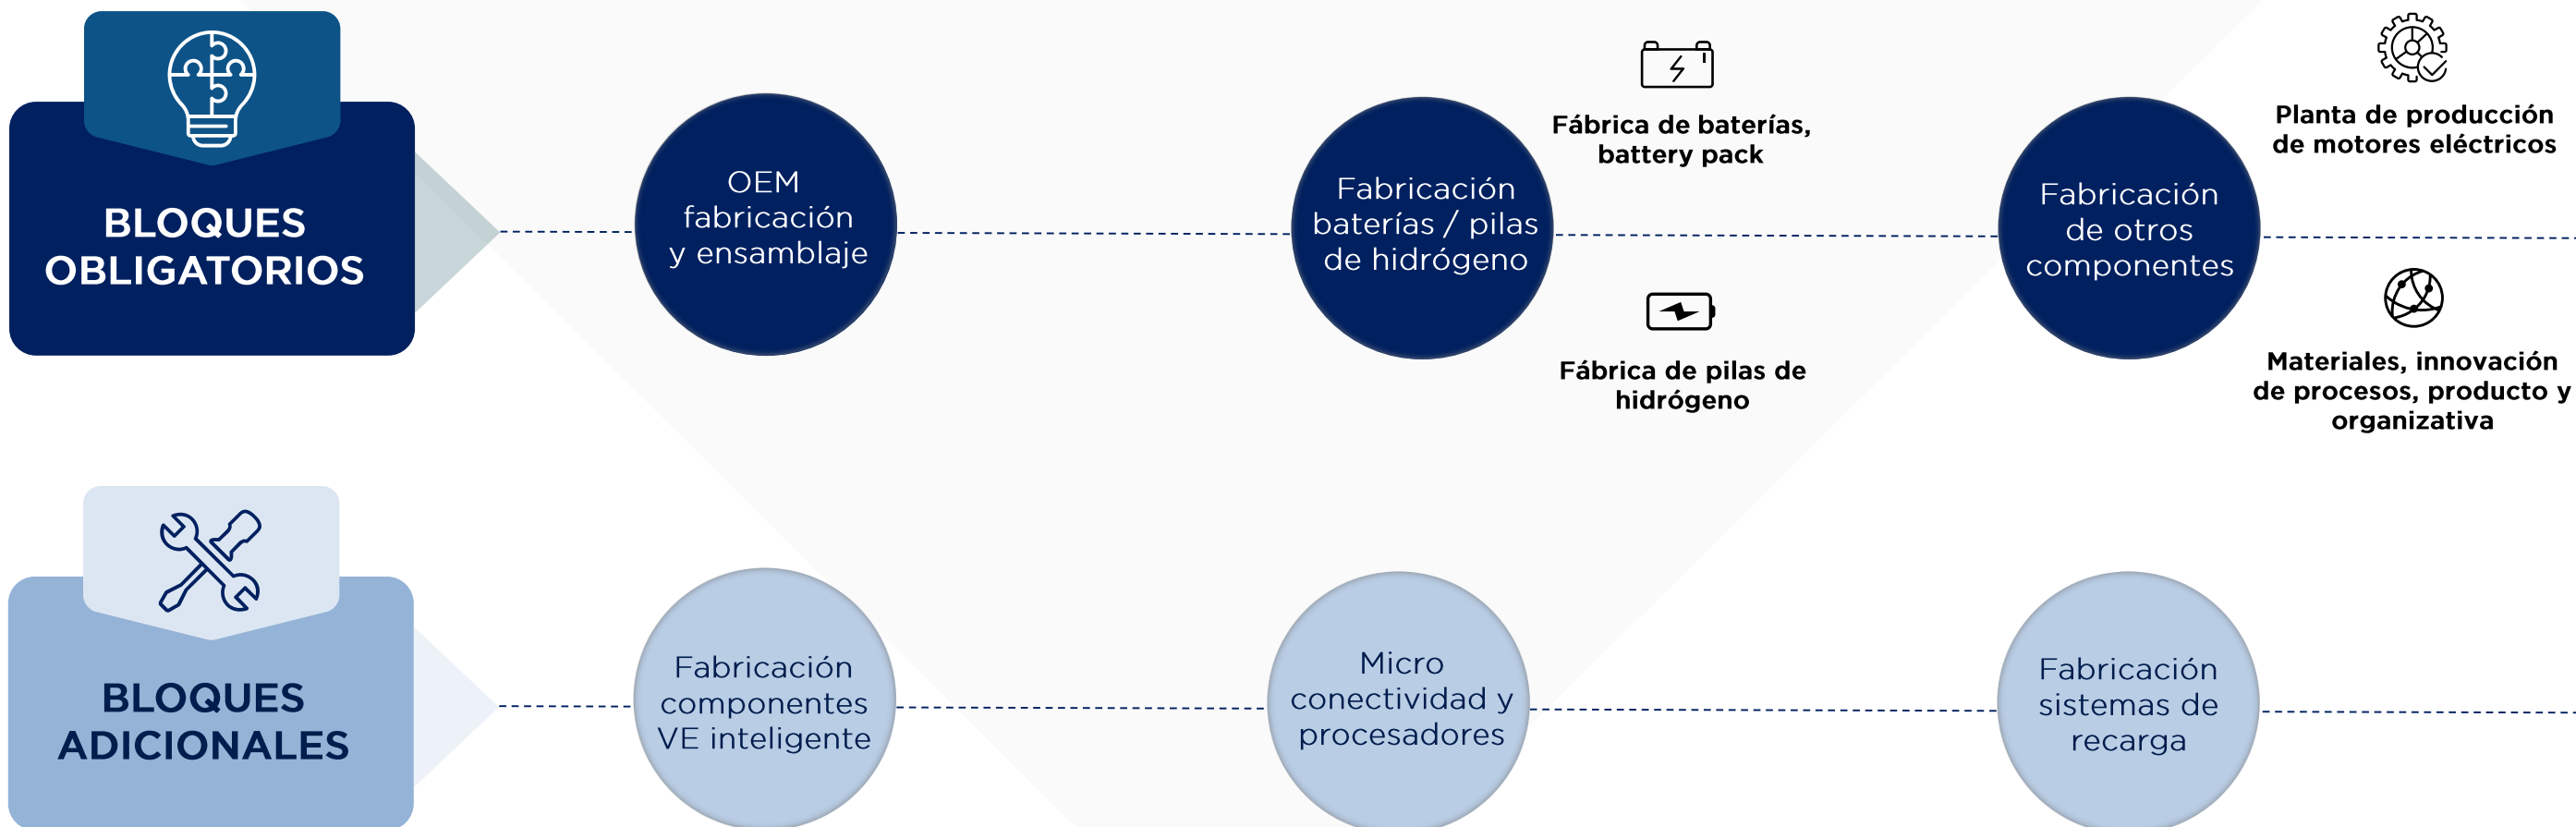 BLOQUES
OBLIGATORIOS
OEM
fabricación
y ensamblaje
Fabricación
baterías / pilas
de hidrógeno
Fábrica de baterías,
battery pack
Fábrica de pilas de
hidrógeno
Fabricación
de otros
componentes
Planta de producción
de motores eléctricos
Materiales, innovación
de procesos, producto y
organizativa
BLOQUES
ADICIONALES
Fabricación
componentes
VE inteligente
Micro
conectividad y
procesadores
Fabricación
sistemas de
recarga